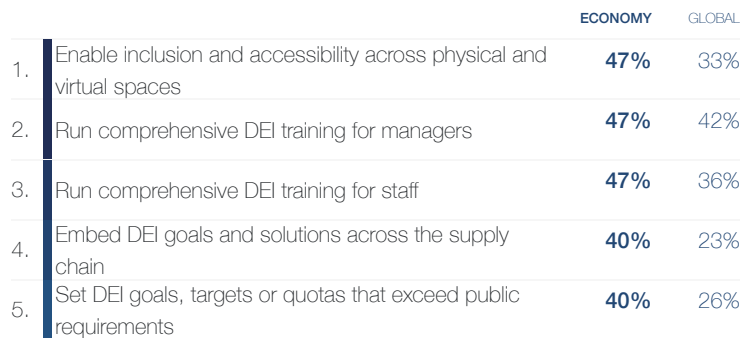 ECONOMY GLOBAL
1. Enable inclusion and accessibility across physical and virtual spaces 47% 33%
2. Run comprehensive DEI training for managers 47% 42%
3. Run comprehensive DEI training for staff 47% 36%
4. Embed DEI goals and solutions across the supply chain 40% 23%
5. Set DEI goals, targets or quotas that exceed public requirements 40% 26%